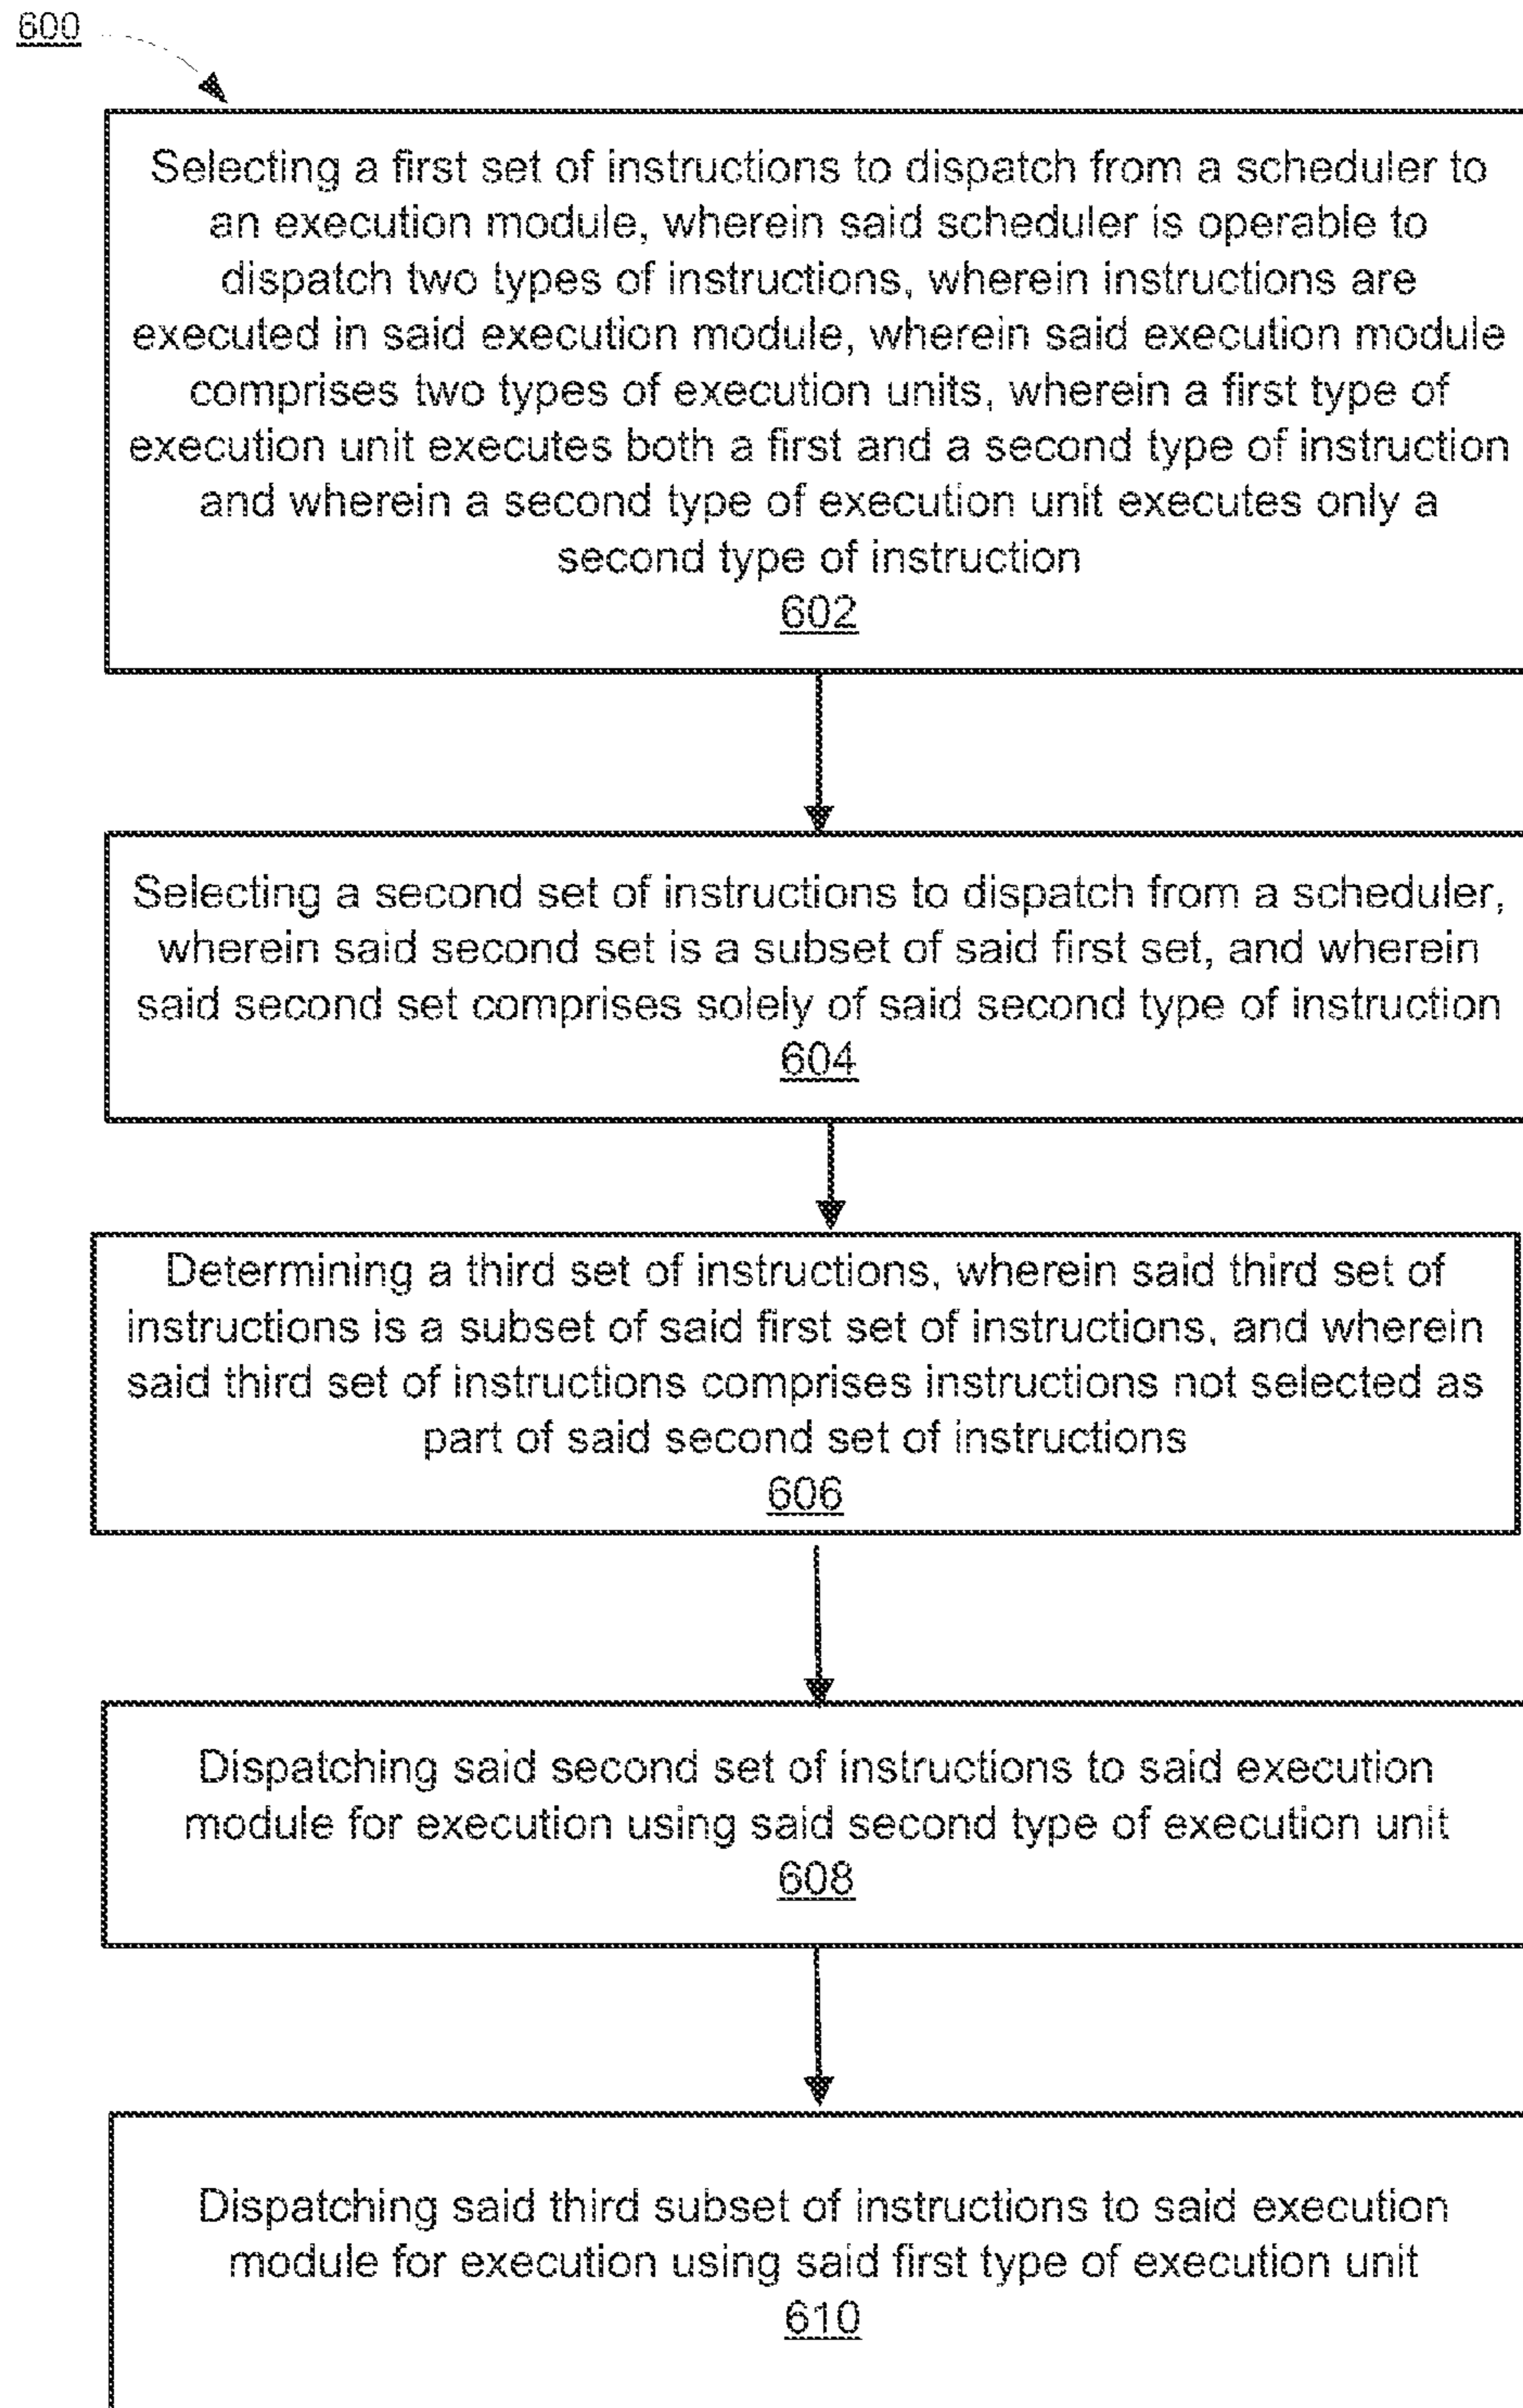 600
Selecting a first set of instructions to dispatch from a scheduler to
an execution module, wherein said scheduler is operable to
dispatch two types of instructions, wherein instructions are
executed in said execution module, wherein said execution module
comprises two types of execution units, wherein a first type of
execution unit executes both a first and a second type of instruction
and wherein a second type of execution unit executes only a
second type of instruction
602
Selecting a second set of instructions to dispatch from a scheduler,
wherein said second set is a subset of said first set, and wherein
said second set comprises solely of said second type of instruction
604
Determining a third set of instructions, wherein said third set of
instructions is a subset of said first set of instructions, and wherein
said third set of instructions comprises instructions not selected as
part of said second set of instructions
606
Dispatching said second set of instructions to said execution
module for execution using said second type of execution unit
608
Dispatching said third subset of instructions to said execution
module for execution using said first type of execution unit
610